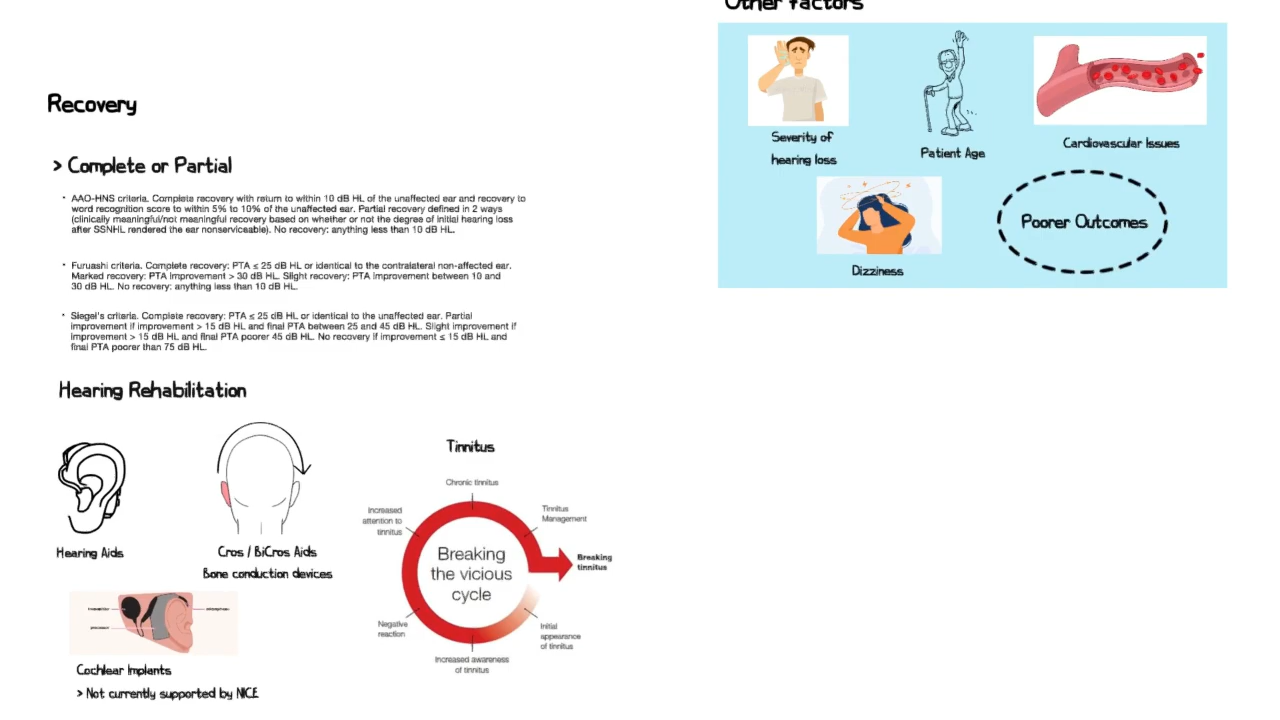 Recovery
> Complete or Partial
• AAO-HNS criteria. Complete recovery with return to within 10 dB HL of the unaffected ear and recovery to
word recognition score to within 5% to 10% of the unaffected ear. Partial recovery defined in 2 ways
(clinically meaningful/not meaningful recovery based on whether or not the degree of initial hearing loss
after SSNHL rendered the ear nonserviceable). No recovery: anything less than 10 dB HL.
• Furuashi criteria. Complete recovery: PTA ≤ 25 dB HL or identical to the contralateral non-affected ear.
Marked recovery: PTA improvement > 30 dB HL. Slight recovery: PTA improvement between 10 and
30 dB HL. No recovery: anything less than 10 dB HL.
• Siegel's criteria. Complete recovery: PTA ≤ 25 dB HL or identical to the unaffected ear. Partial
improvement if improvement > 15 dB HL and final PTA between 25 and 45 dB HL. Slight improvement if
improvement > 15 dB HL and final PTA poorer 45 dB HL. No recovery if improvement ≤ 15 dB HL and
final PTA poorer than 75 dB HL.
Hearing Rehabilitation
Hearing Aids
Cros / BiCros Aids
Bone conduction devices
transmitter
microphone
processor
Cochlear Implants
> Not currently supported by NICE
Tinnitus
Chronic tinnitus
Increased
attention to
tinnitus
Tinnitus
Management
Breaking
the vicious
cycle
Breaking
tinnitus
Negative
reaction
Initial
appearance
of tinnitus
Increased awareness
of tinnitus
Other factors
Severity of
hearing loss
Patient Age
Cardiovascular Issues
Dizziness
Poorer Outcomes